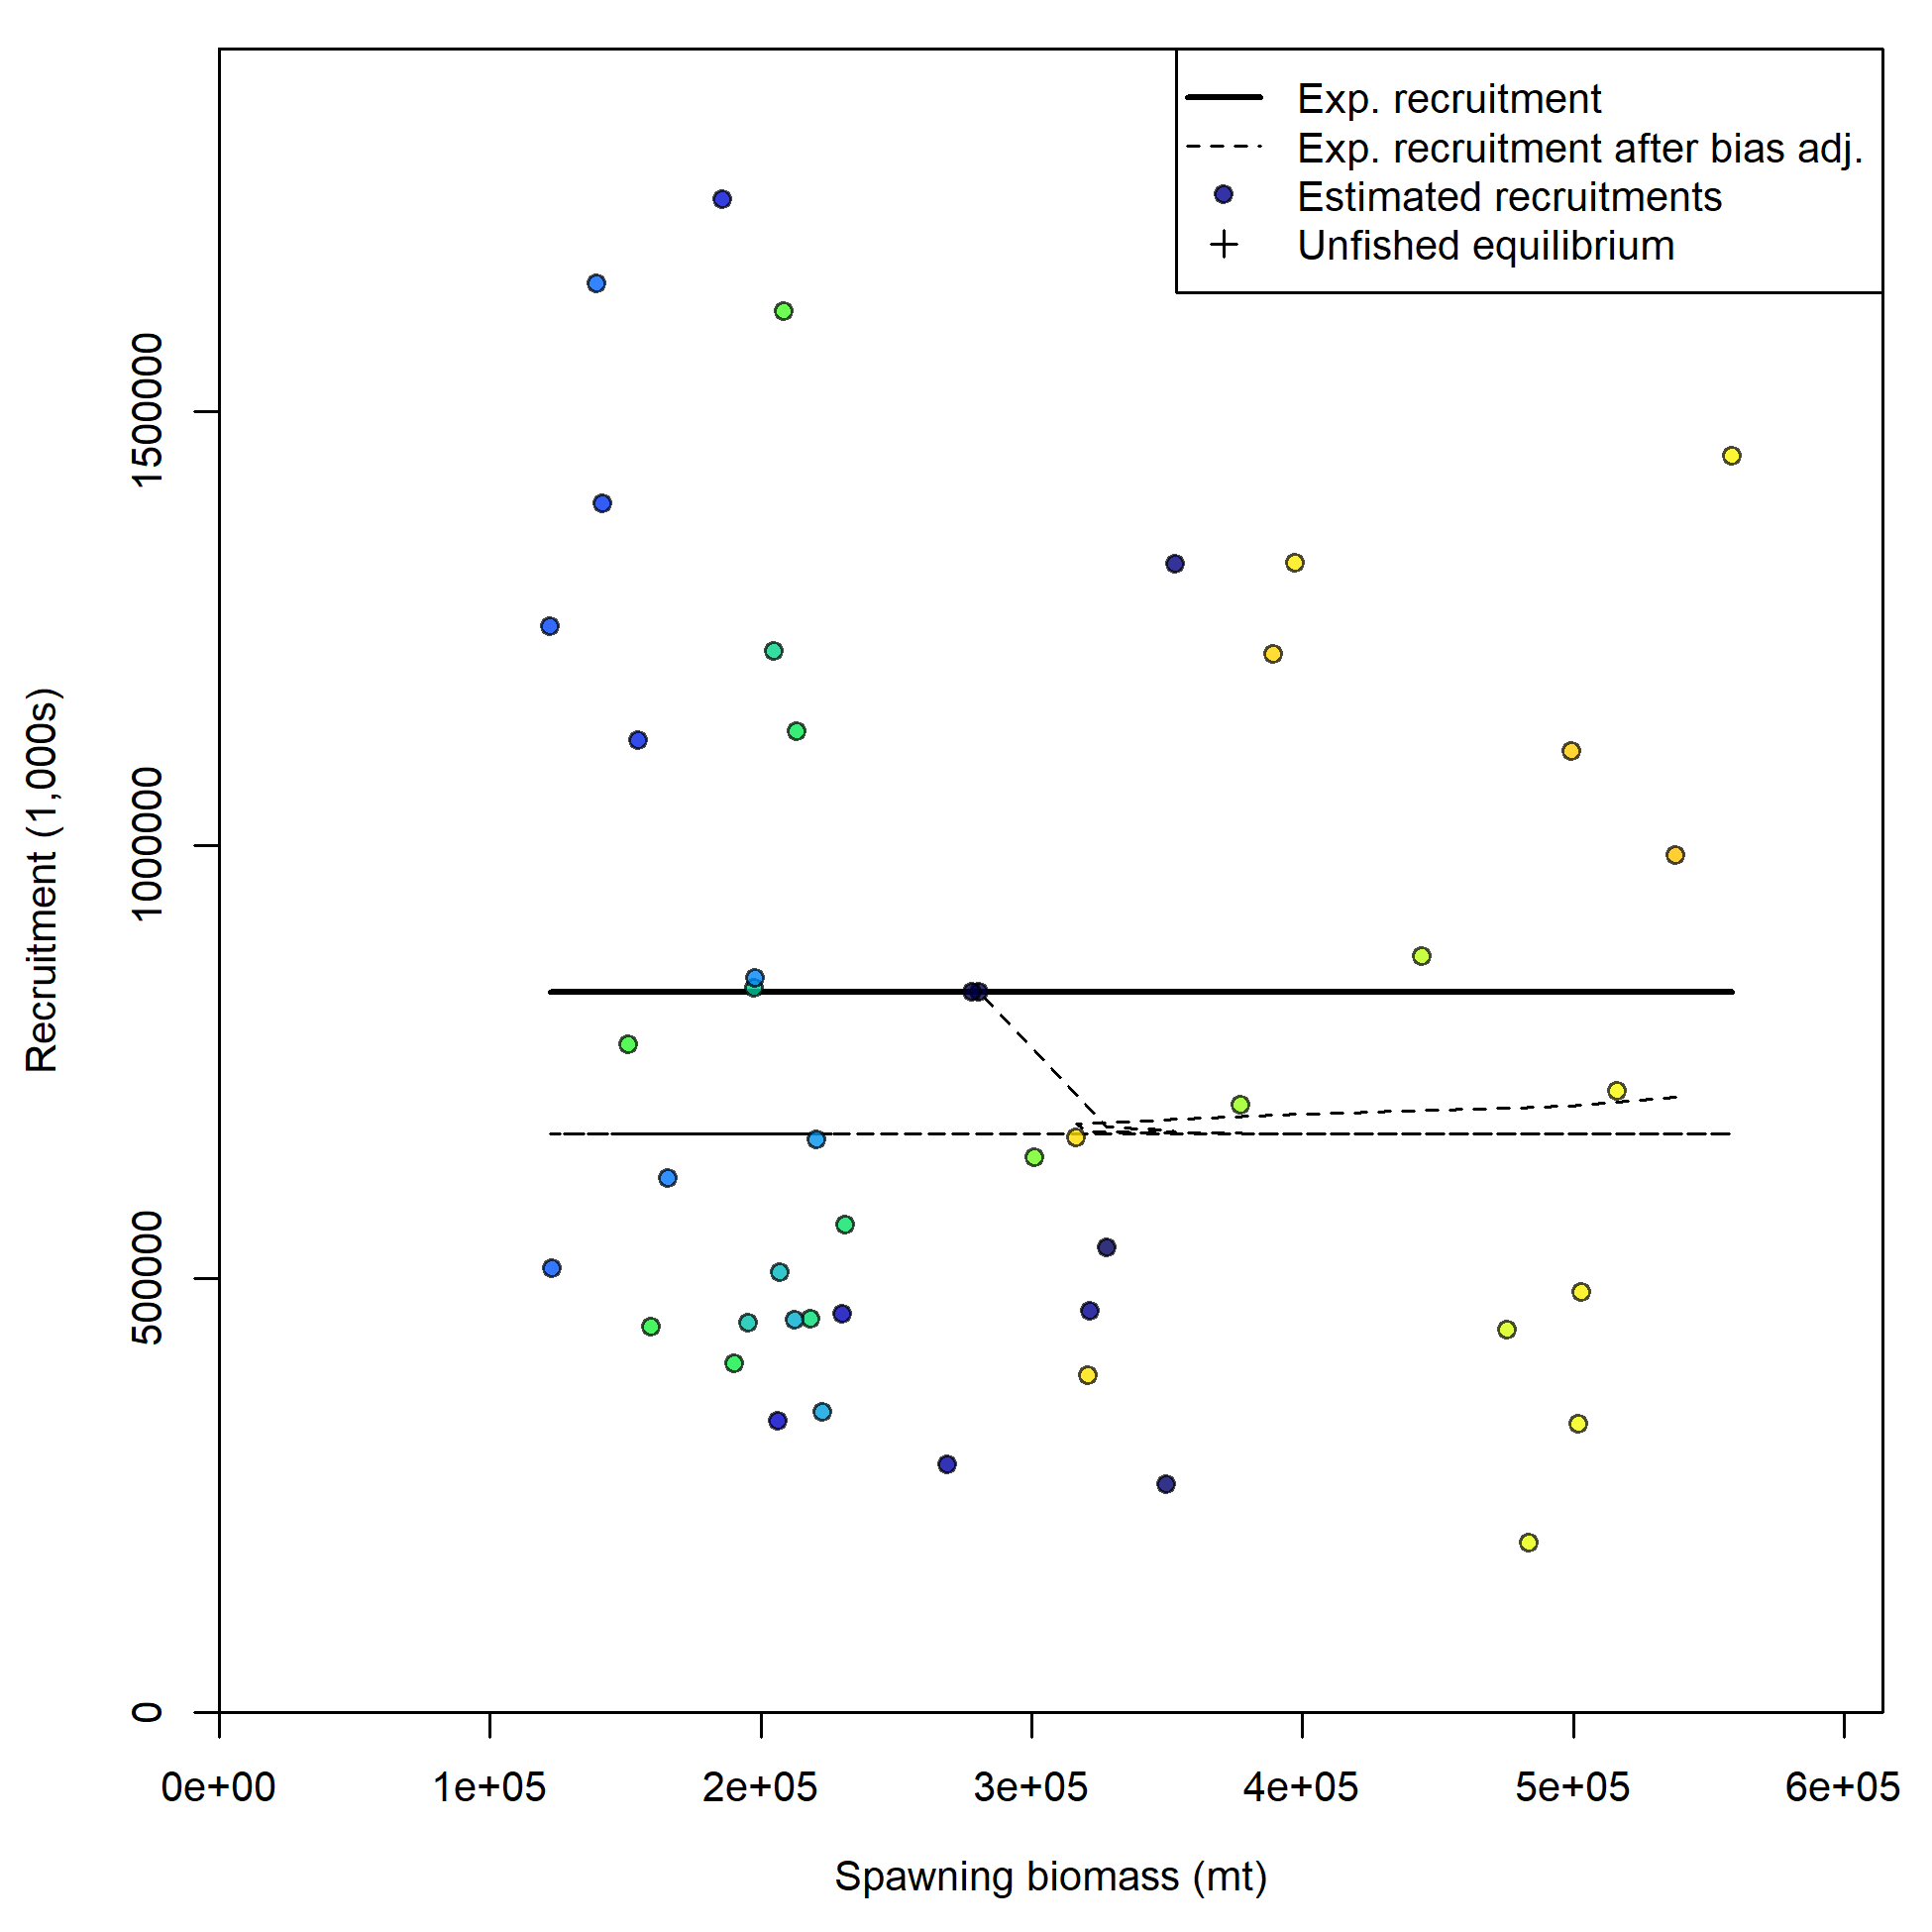 Exp. recruitment
Exp. recruitment after bias adj.
Estimated recruitments
Unfished equilibrium
Recruitment (1,000s)
1500000
1000000
500000
0
0e+00 1e+05 2e+05 3e+05 4e+05 5e+05 6e+05
Spawning biomass (mt)